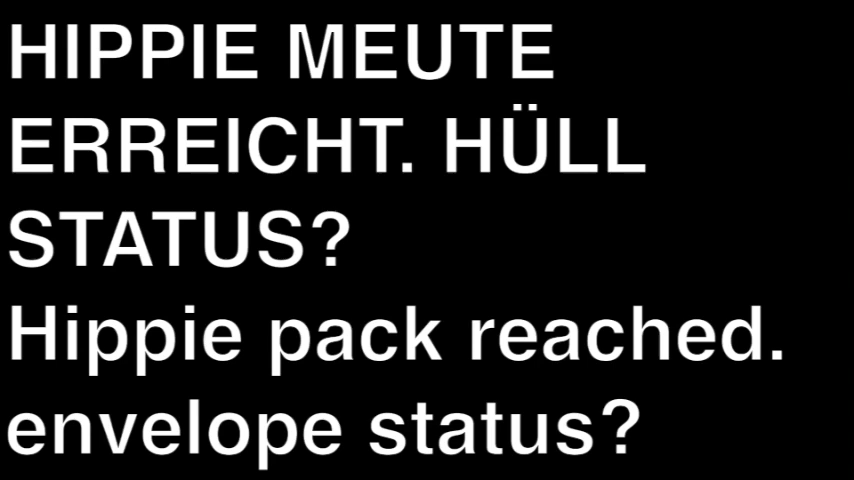 HIPPIE MEUTE
ERREICHT. HÜLL
STATUS?
Hippie pack reached.
envelope status?